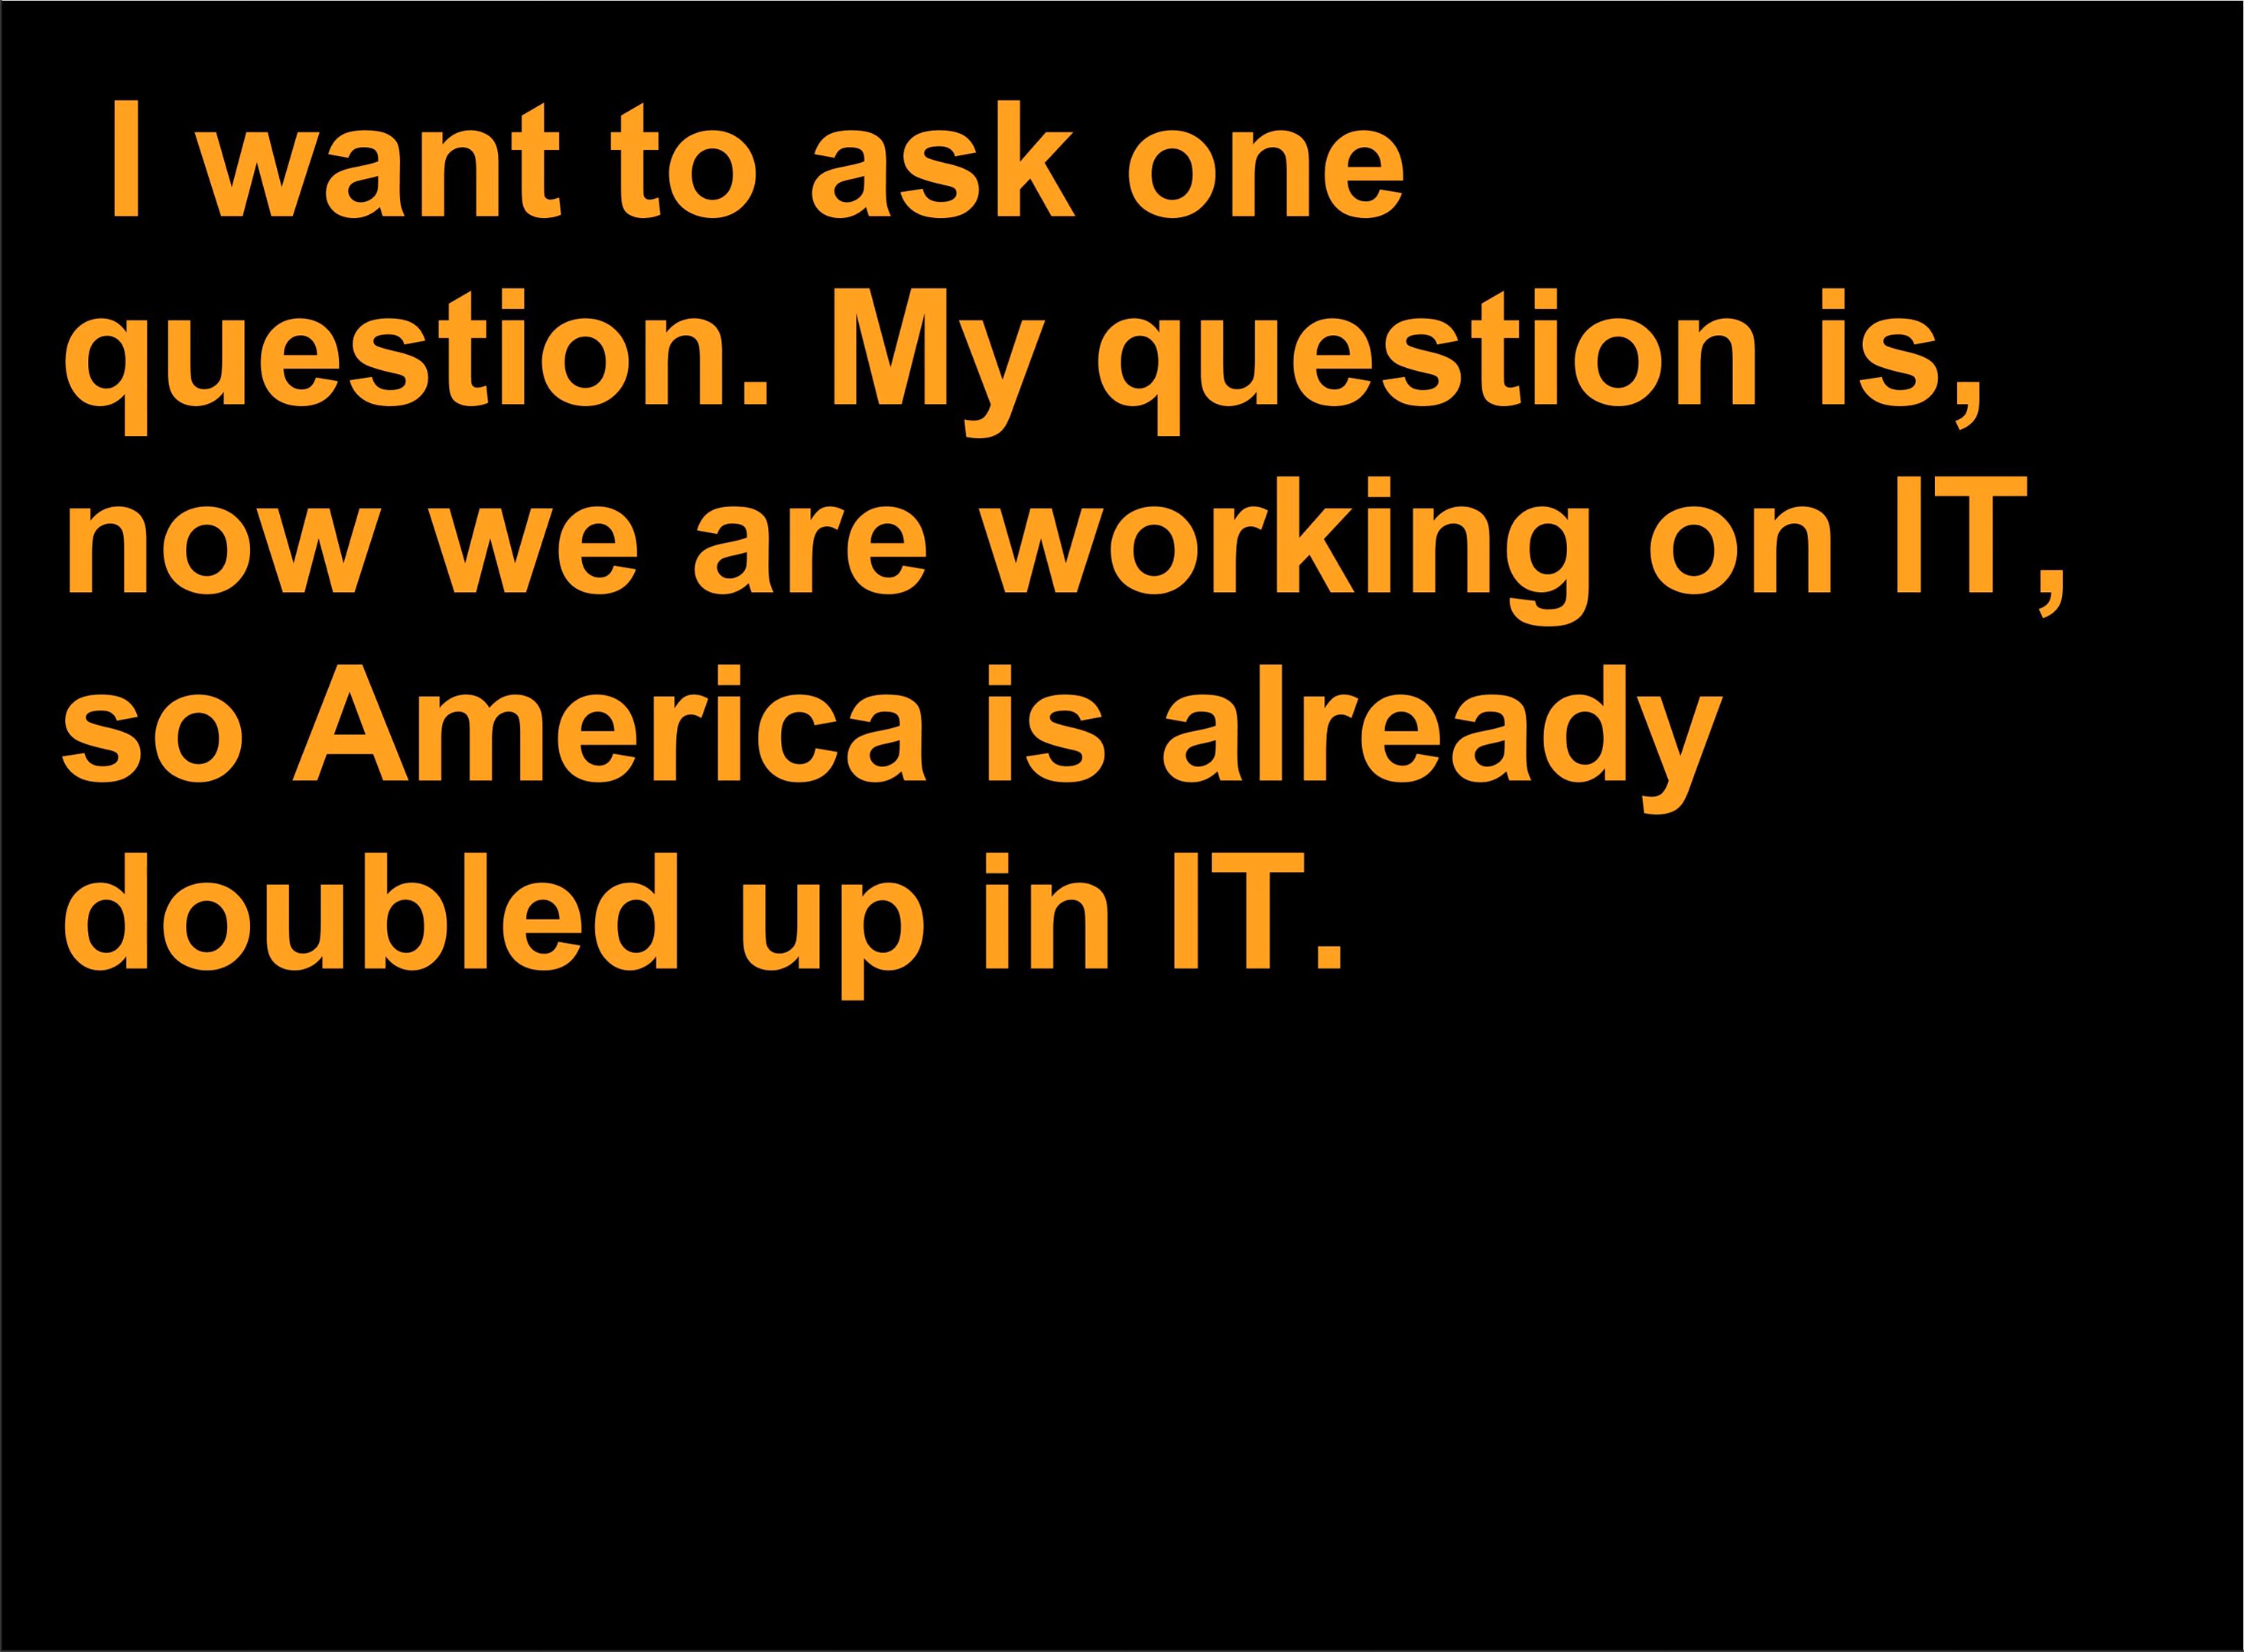 I want to ask one
question. My question is,
now we are working on IT,
so America is already
doubled up in IT.